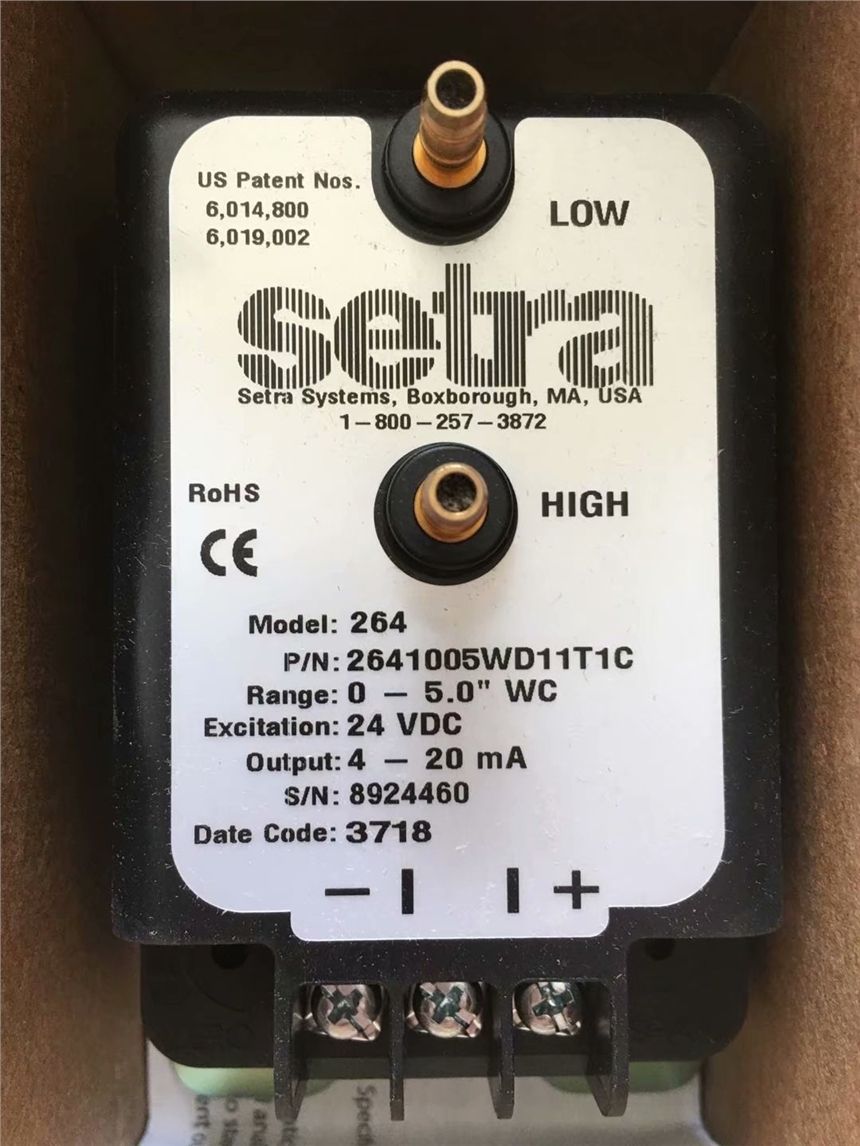 US Patent Nos.
6,014,800
6,019,002
LOW
setra
Setra Systems, Boxborough, MA, USA
1-800-257-3872
RoHS
HIGH
CE
Model: 264
P/N: 2641005WD11T1C
Range: 0 - 5.0" WC
Excitation: 24 VDC
Output: 4 - 20 mA
S/N: 8924460
Date Code: 3718
- | | +